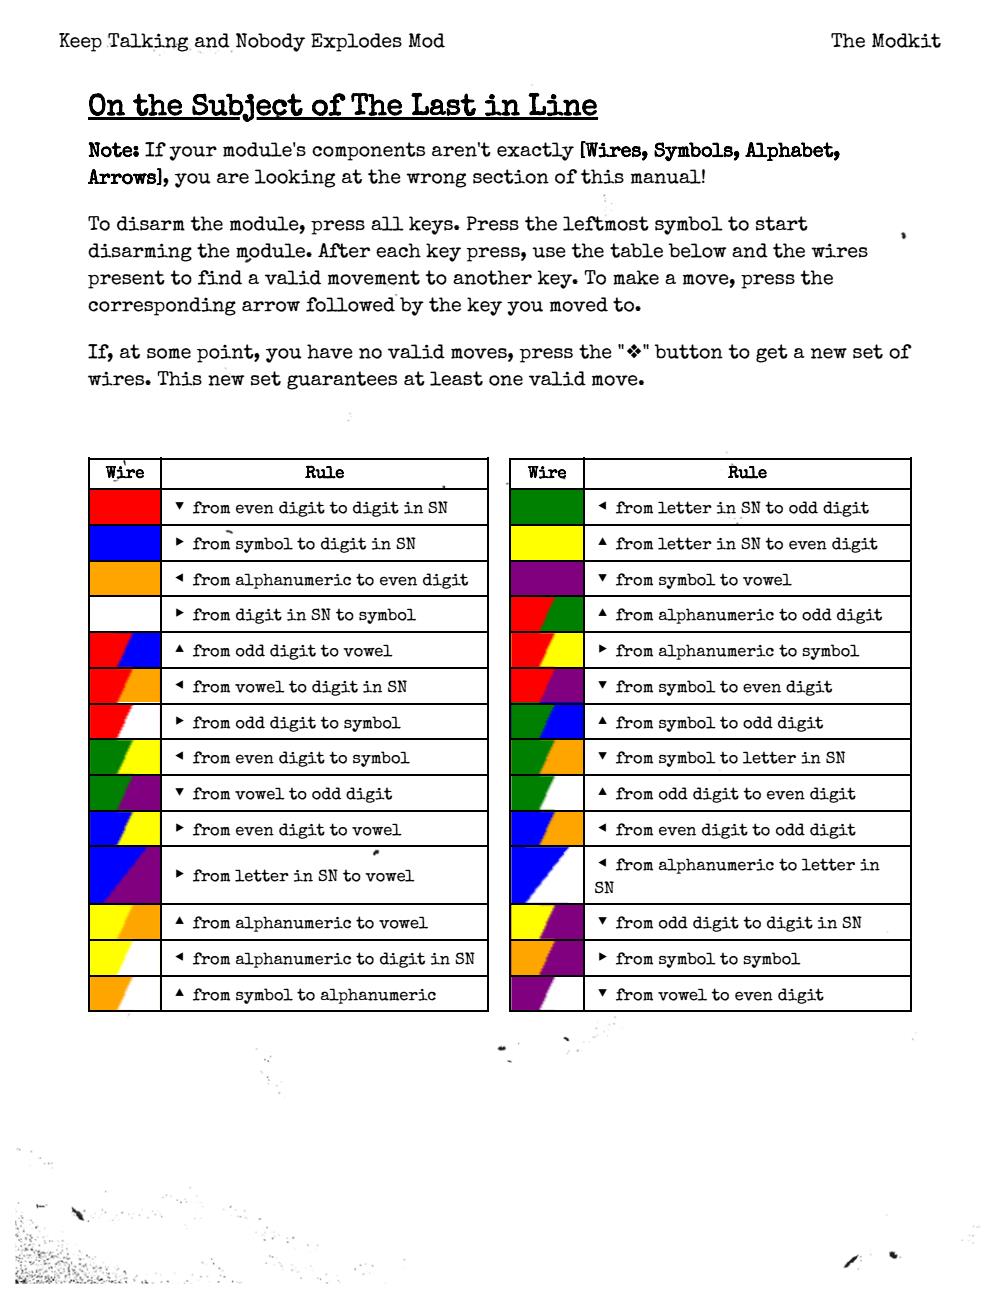 Keep Talking and Nobody Explodes Mod
The Modkit
On the Subject of The Last in Line
Note: If your module's components aren't exactly [Wires, Symbols, Alphabet,
Arrows], you are looking at the wrong section of this manual!
To disarm the module, press all keys. Press the leftmost symbol to start
disarming the module. After each key press, use the table below and the wires
present to find a valid movement to another key. To make a move, press the
corresponding arrow followed by the key you moved to.
If, at some point, you have no valid moves, press the "❖" button to get a new set of
wires. This new set guarantees at least one valid move.
Wire Rule
▼ from even digit to digit in SN
► from symbol to digit in SN
◄ from alphanumeric to even digit
► from digit in SN to symbol
▲ from odd digit to vowel
◄ from vowel to digit in SN
► from odd digit to symbol
◄ from even digit to symbol
▼ from vowel to odd digit
► from even digit to vowel
► from letter in SN to vowel
▲ from alphanumeric to vowel
◄ from alphanumeric to digit in SN
▲ from symbol to alphanumeric
Wire Rule
◄ from letter in SN to odd digit
▲ from letter in SN to even digit
▼ from symbol to vowel
▲ from alphanumeric to odd digit
► from alphanumeric to symbol
▼ from symbol to even digit
▲ from symbol to odd digit
▼ from symbol to letter in SN
▲ from odd digit to even digit
◄ from even digit to odd digit
◄ from alphanumeric to letter in
SN
▼ from odd digit to digit in SN
► from symbol to symbol
▼ from vowel to even digit